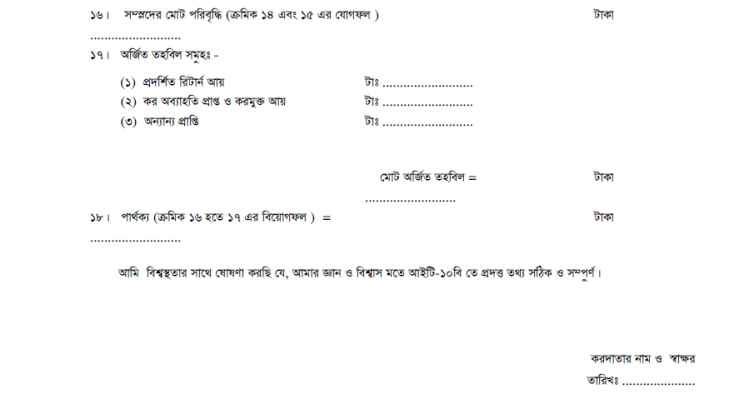 ১৬। সম্পদের মোট পরিবৃদ্ধি (ক্রমিক ১৪ এবং ১৫ এর যোগফল ) টাকা
..........................
১৭। অর্জিত তহবিল সমুহঃ -
(১) প্রদর্শিত রিটার্ন আয় টাঃ ..........................
(২) কর অব্যাহতি প্রাপ্ত ও করমুক্ত আয় টাঃ ..........................
(৩) অন্যান্য প্রাপ্তি টাঃ ..........................
মোট অর্জিত তহবিল = টাকা
..........................
১৮। পার্থক্য (ক্রমিক ১৬ হতে ১৭ এর বিয়োগফল ) = টাকা
..........................
আমি বিশ্বস্থতার সাথে ঘোষণা করছি যে, আমার জ্ঞান ও বিশ্বাস মতে আইটি-১০বি তে প্রদত্ত তথ্য সঠিক ও সম্পূর্ণ।
করদাতার নাম ও স্বাক্ষর
তারিখঃ .....................